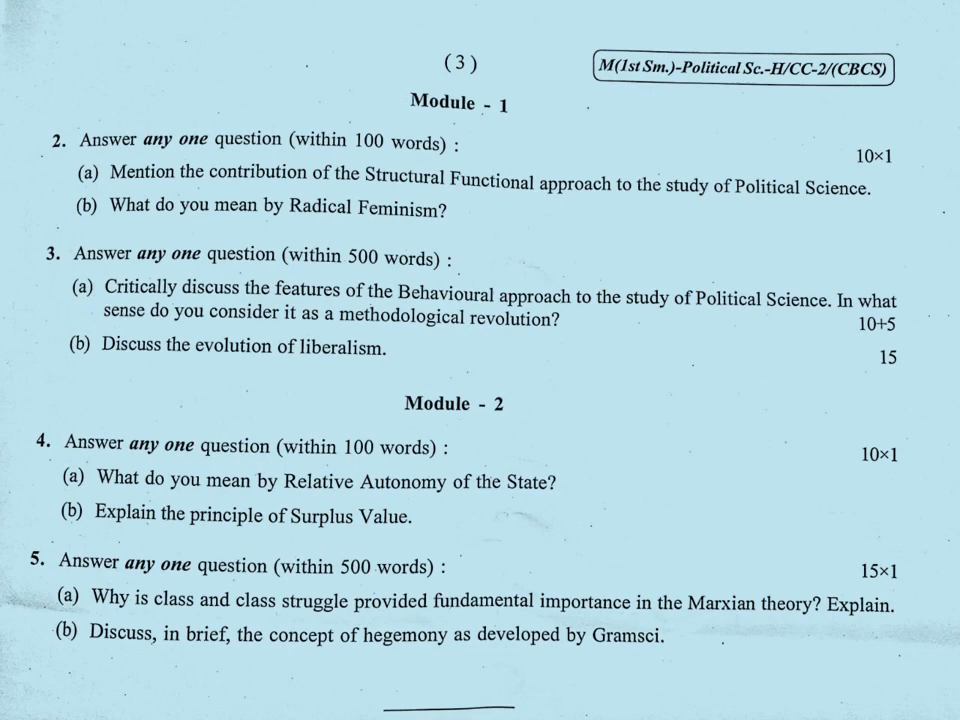 (3)
M(1st Sm.)-Political Sc.-H/CC-2/(CBCS)
Module - 1
2. Answer any one question (within 100 words) :
10×1
(a) Mention the contribution of the Structural Functional approach to the study of Political Science.
(b) What do you mean by Radical Feminism?
3. Answer any one question (within 500 words) :
(a) Critically discuss the features of the Behavioural approach to the study of Political Science. In what
sense do you consider it as a methodological revolution?
10+5
(b) Discuss the evolution of liberalism.
15
Module - 2
4. Answer any one question (within 100 words) :
10×1
(a) What do you mean by Relative Autonomy of the State?
(b) Explain the principle of Surplus Value.
5. Answer any one question (within 500 words) :
15×1
(a) Why is class and class struggle provided fundamental importance in the Marxian theory? Explain.
(b) Discuss, in brief, the concept of hegemony as developed by Gramsci.